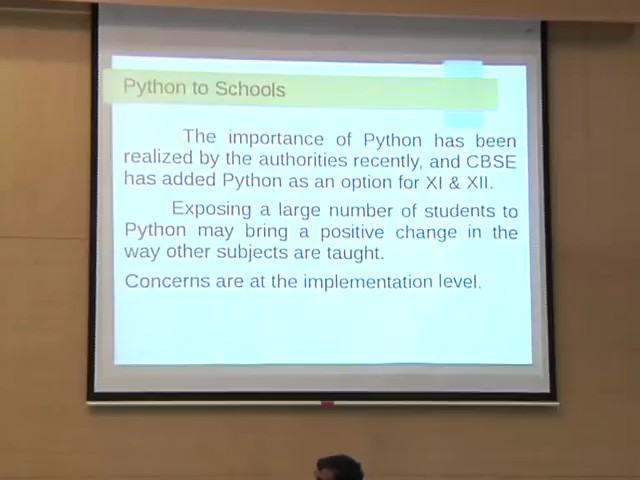 Python to Schools
The importance of Python has been
realized by the authorities recently, and CBSE
has added Python as an option for XI & XII.
Exposing a large number of students to
Python may bring a positive change in the
way other subjects are taught.
Concerns are at the implementation level.